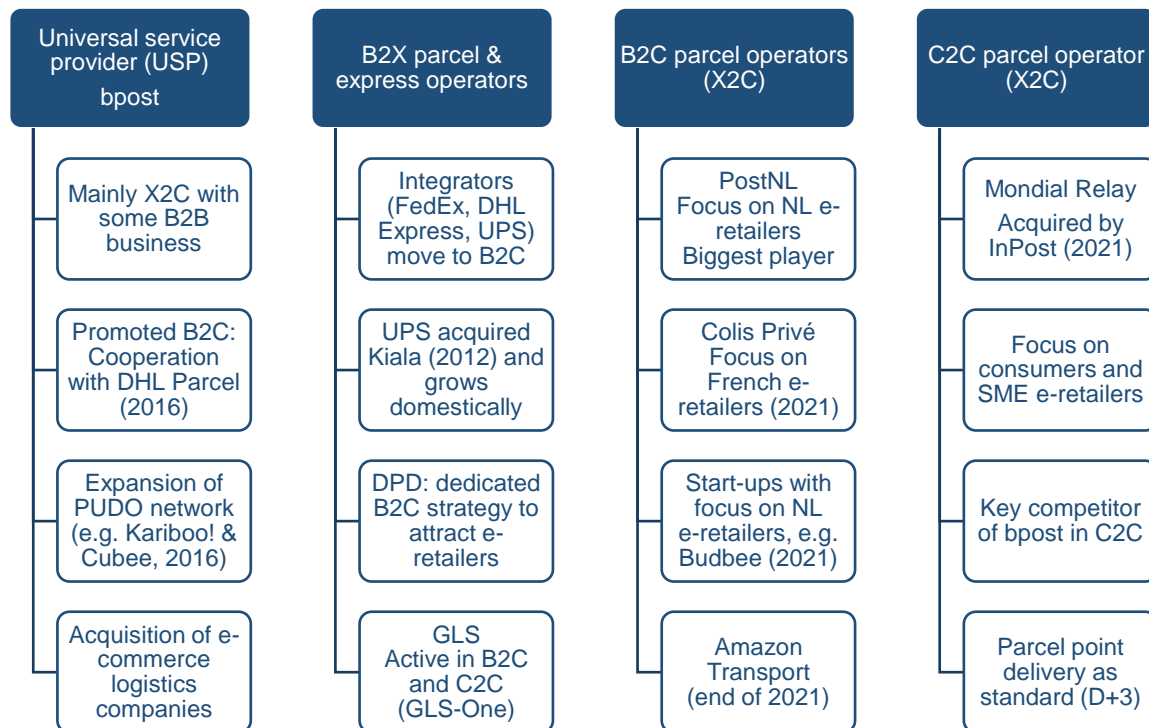 Universal service
provider (USP)
bpost
Mainly X2C with
some B2B
business
Promoted B2C:
Cooperation
with DHL Parcel
(2016)
Expansion of
PUDO network
(e.g. Kariboo! &
Cubee, 2016)
Acquisition of e-
commerce
logistics
companies
B2X parcel &
express operators
Integrators
(FedEx, DHL
Express, UPS)
move to B2C
UPS acquired
Kiala (2012) and
grows
domestically
DPD: dedicated
B2C strategy to
attract e-
retailers
GLS
Active in B2C
and C2C
(GLS-One)
B2C parcel operators
(X2C)
PostNL
Focus on NL e-
retailers
Biggest player
Colis Privé
Focus on
French e-
retailers (2021)
Start-ups with
focus on NL
e-retailers, e.g.
Budbee (2021)
Amazon
Transport
(end of 2021)
C2C parcel operator
(X2C)
Mondial Relay
Acquired by
InPost (2021)
Focus on
consumers and
SME e-retailers
Key competitor
of bpost in C2C
Parcel point
delivery as
standard (D+3)